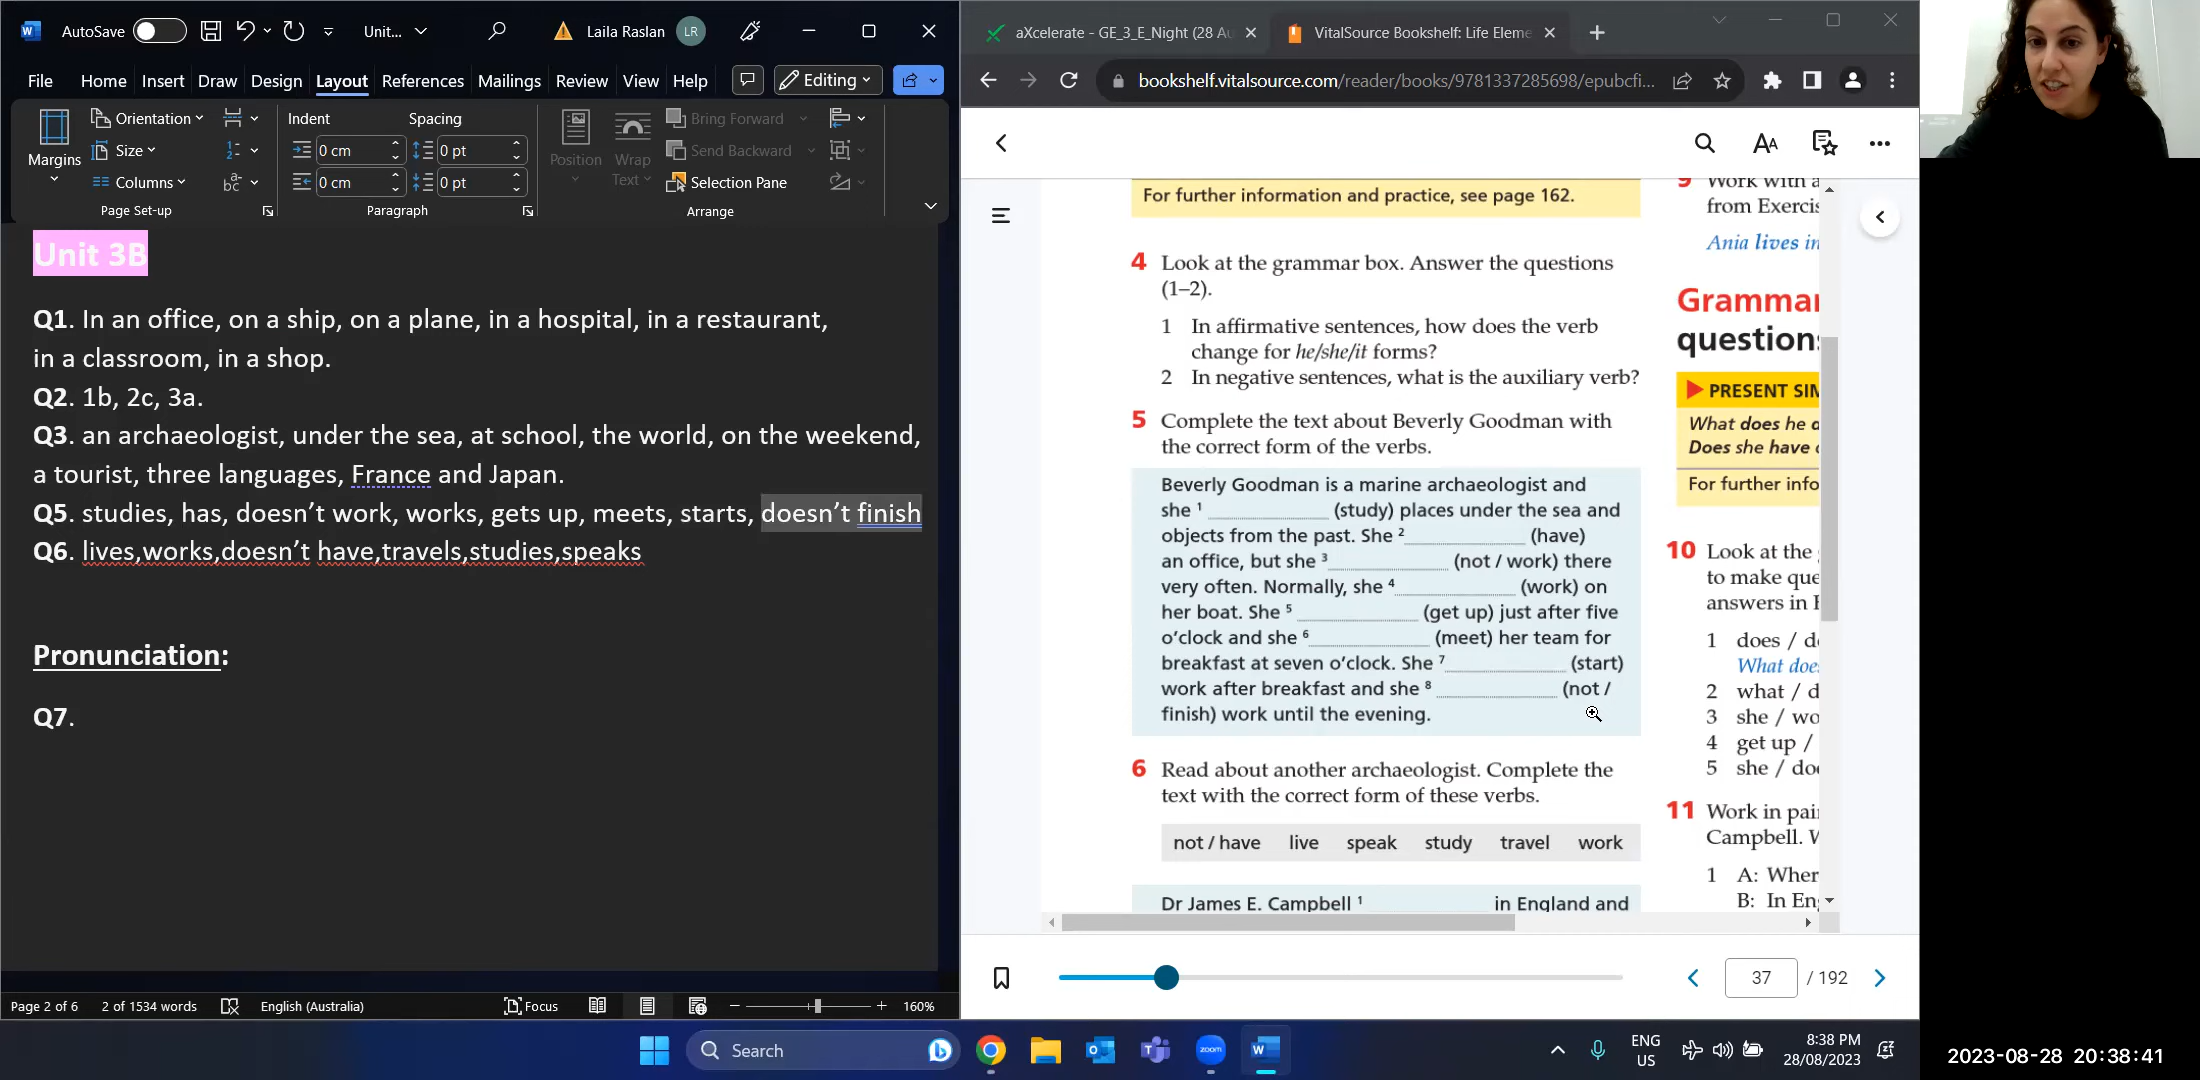 AutoSave
Unit...
Laila Raslan
LR
File Home Insert Draw Design Layout References Mailings Review View Help
Editing
Margins
Orientation
Size
Columns
Page Set-up
Indent
Spacing
0 cm
0 pt
0 cm
0 pt
Paragraph
Position
Wrap
Text
Bring Forward
Send Backward
Selection Pane
Arrange
Unit 3B
Q1. In an office, on a ship, on a plane, in a hospital, in a restaurant,
in a classroom, in a shop.
Q2. 1b, 2c, 3a.
Q3. an archaeologist, under the sea, at school, the world, on the weekend,
a tourist, three languages, France and Japan.
Q5. studies, has, doesn’t work, works, gets up, meets, starts, doesn’t finish
Q6. lives,works,doesn’t have,travels,studies,speaks
Pronunciation:
Q7.
Page 2 of 6
2 of 1534 words
English (Australia)
Focus
160%
aXcelerate - GE_3_E_Night (28 Au
VitalSource Bookshelf: Life Eleme
bookshelf.vitalsource.com/reader/books/9781337285698/epubcfi...
For further information and practice, see page 162.
4 Look at the grammar box. Answer the questions
(1–2).
1 In affirmative sentences, how does the verb
change for he/she/it forms?
2 In negative sentences, what is the auxiliary verb?
5 Complete the text about Beverly Goodman with
the correct form of the verbs.
Beverly Goodman is a marine archaeologist and
she 1 (study) places under the sea and
objects from the past. She 2 (have)
an office, but she 3 (not / work) there
very often. Normally, she 4 (work) on
her boat. She 5 (get up) just after five
o’clock and she 6 (meet) her team for
breakfast at seven o’clock. She 7 (start)
work after breakfast and she 8 (not /
finish) work until the evening.
6 Read about another archaeologist. Complete the
text with the correct form of these verbs.
not / have live speak study travel work
Dr James E. Campbell 1 in England and
9 Work with a
from Exercis
Ania lives in
Grammar
questions
PRESENT SIM
What does he d
Does she have
For further info
10 Look at the
to make que
answers in
1 does / d
What does
2 what / d
3 she / wo
4 get up /
5 she / do
11 Work in pai
Campbell.
1 A: Wher
B: In Eng
37 / 192
Search
zoom
ENG
US
8:38 PM
28/08/2023
2023-08-28 20:38:41